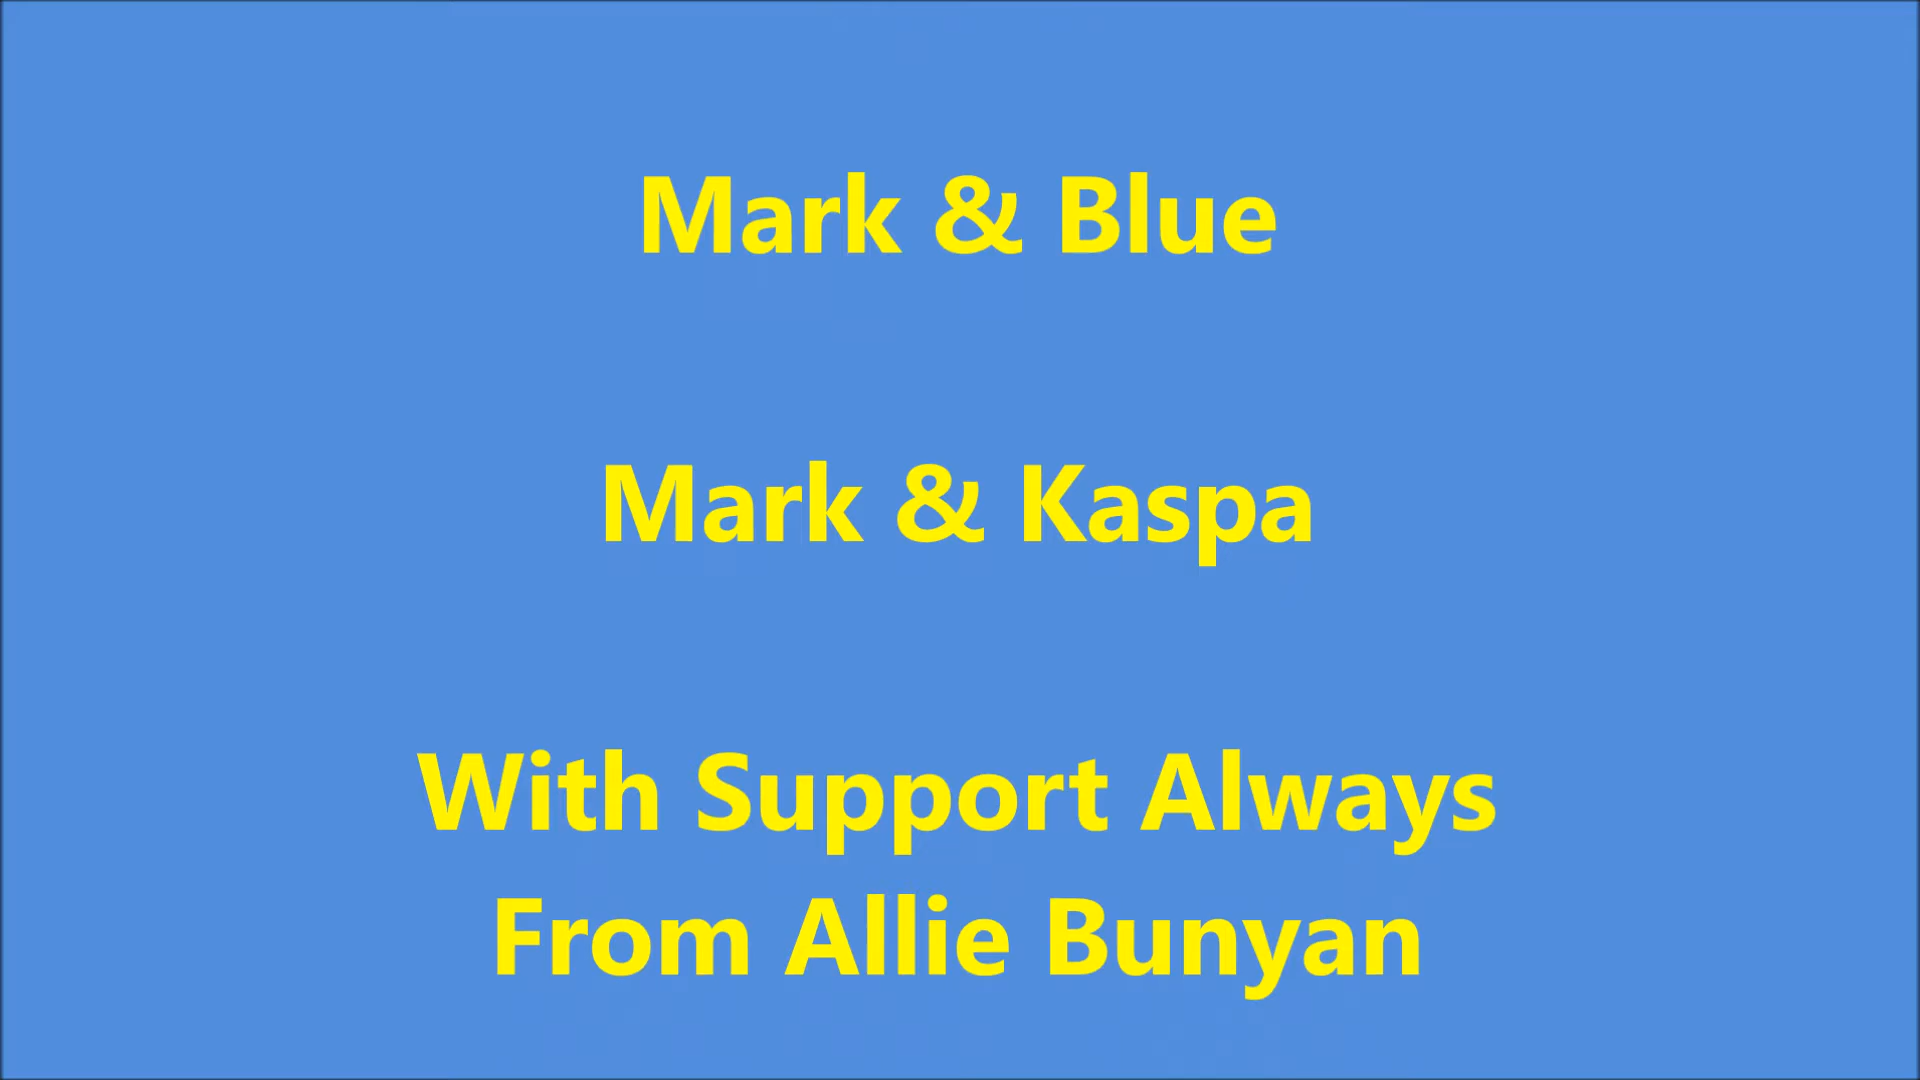 Mark & Blue
Mark & Kaspa
With Support Always
From Allie Bunyan